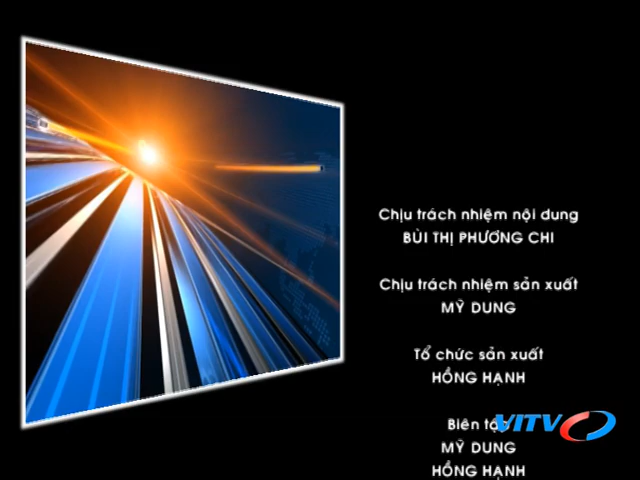 Chịu trách nhiệm nội dung
BÙI THỊ PHƯƠNG CHI
Chịu trách nhiệm sản xuất
MỸ DUNG
Tổ chức sản xuất
HỒNG HẠNH
Biên tập
VITV
MỸ DUNG
HỒNG HẠNH